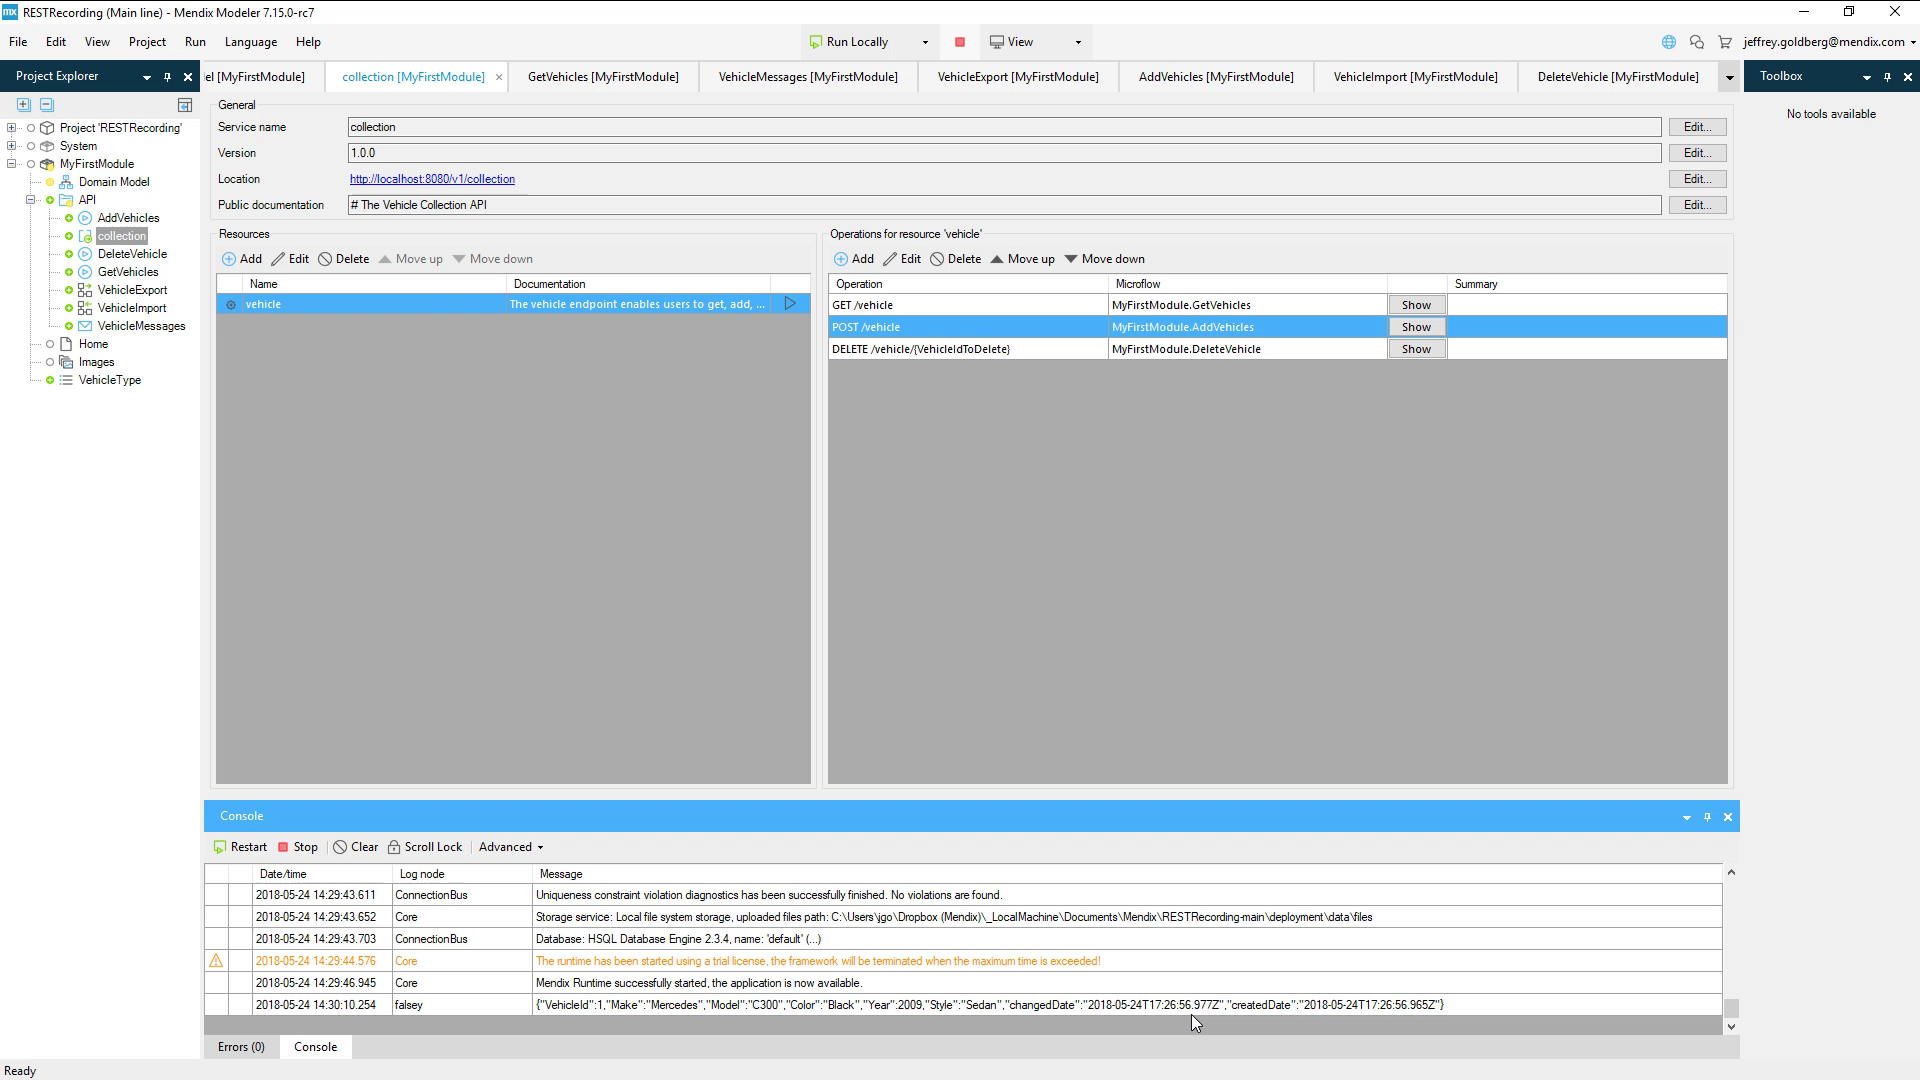 mx RESTRecording (Main line) - Mendix Modeler 7.15.0-rc7
File Edit View Project Run Language Help Run Locally View jeffrey.goldberg@mendix.com
Project Explorer
el [MyFirstModule] collection [MyFirstModule] GetVehicles [MyFirstModule] VehicleMessages [MyFirstModule] VehicleExport [MyFirstModule] AddVehicles [MyFirstModule] VehicleImport [MyFirstModule] DeleteVehicle [MyFirstModule]
Toolbox
No tools available
Project 'RESTRecording'
System
MyFirstModule
Domain Model
API
AddVehicles
collection
DeleteVehicle
GetVehicles
VehicleExport
VehicleImport
VehicleMessages
Home
Images
VehicleType
General
Service name collection Edit...
Version 1.0.0 Edit...
Location http://localhost:8080/v1/collection Edit...
Public documentation # The Vehicle Collection API Edit...
Resources
Add Edit Delete Move up Move down
Name Documentation
vehicle The vehicle endpoint enables users to get, add, ...
Operations for resource 'vehicle'
Add Edit Delete Move up Move down
Operation Microflow Summary
GET /vehicle MyFirstModule.GetVehicles Show
POST /vehicle MyFirstModule.AddVehicles Show
DELETE /vehicle/{VehicleIdToDelete} MyFirstModule.DeleteVehicle Show
Console
Restart Stop Clear Scroll Lock Advanced
Date/time Log node Message
2018-05-24 14:29:43.611 ConnectionBus Uniqueness constraint violation diagnostics has been successfully finished. No violations are found.
2018-05-24 14:29:43.652 Core Storage service: Local file system storage, uploaded files path: C:\Users\jgo\Dropbox (Mendix)\_LocalMachine\Documents\Mendix\RESTRecording-main\deployment\data\files
2018-05-24 14:29:43.703 ConnectionBus Database: HSQL Database Engine 2.3.4, name: 'default' (...)
2018-05-24 14:29:44.576 Core The runtime has been started using a trial license, the framework will be terminated when the maximum time is exceeded!
2018-05-24 14:29:46.945 Core Mendix Runtime successfully started, the application is now available.
2018-05-24 14:30:10.254 falsey {"VehicleId":1,"Make":"Mercedes","Model":"C300","Color":"Black","Year":2009,"Style":"Sedan","changedDate":"2018-05-24T17:26:56.977Z","createdDate":"2018-05-24T17:26:56.965Z"}
Errors (0) Console
Ready